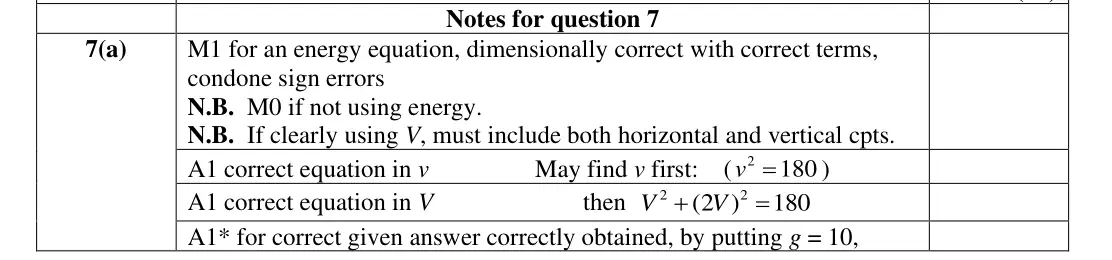 Notes for question 7
7(a) M1 for an energy equation, dimensionally correct with correct terms,
condone sign errors
N.B. M0 if not using energy.
N.B. If clearly using V, must include both horizontal and vertical cpts.
A1 correct equation in v May find v first: (v² = 180)
A1 correct equation in V then V² + (2V)² = 180
A1* for correct given answer correctly obtained, by putting g = 10,